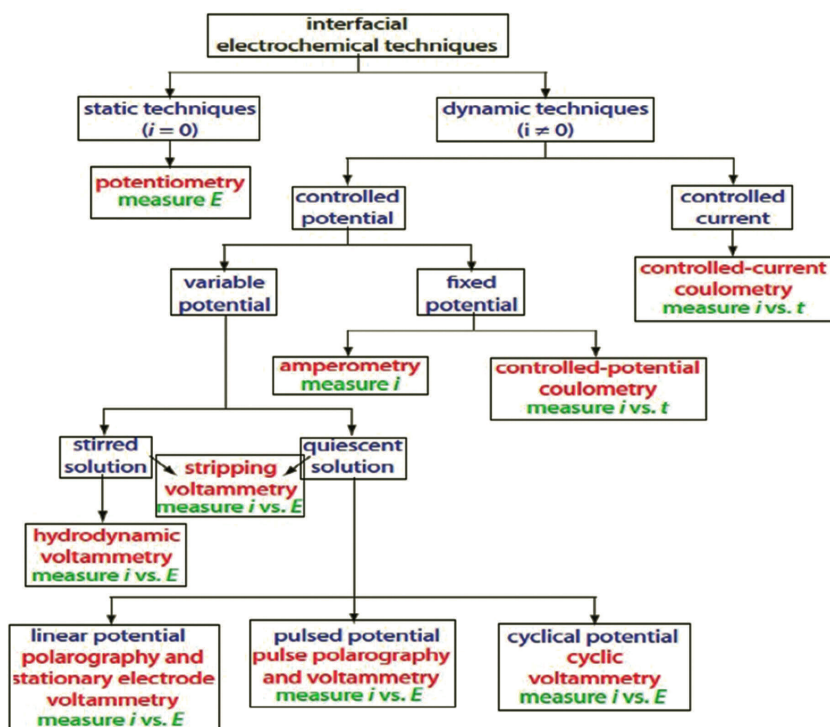 interfacial
electrochemical techniques
static techniques
(i = 0)
dynamic techniques
(i ≠ 0)
potentiometry
measure E
controlled
potential
controlled
current
controlled-current
coulometry
measure i vs. t
variable
potential
fixed
potential
amperometry
measure i
controlled-potential
coulometry
measure i vs. t
stirred
solution
quiescent
solution
stripping
voltammetry
measure i vs. E
hydrodynamic
voltammetry
measure i vs. E
linear potential
polarography and
stationary electrode
voltammetry
measure i vs. E
pulsed potential
pulse polarography
and voltammetry
measure i vs. E
cyclical potential
cyclic
voltammetry
measure i vs. E